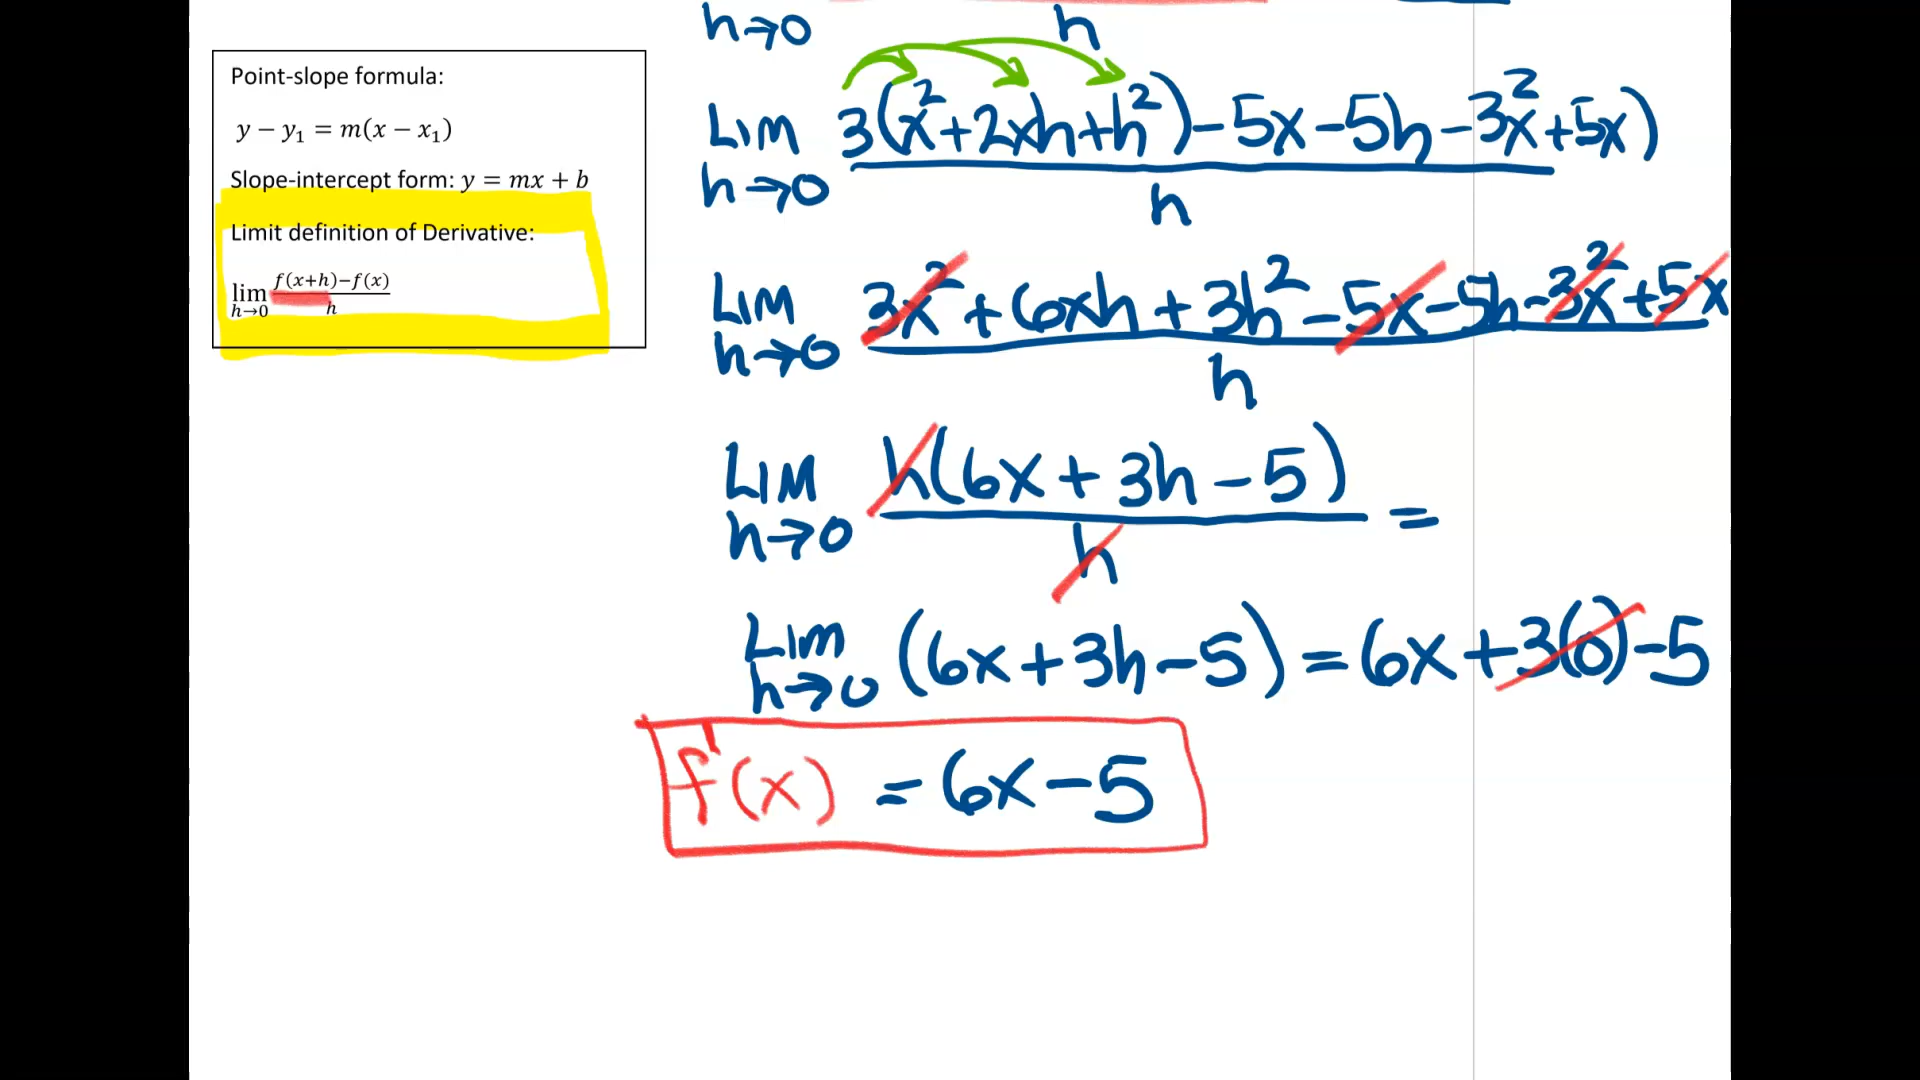 Point-slope formula:
y − y₁ = m(x − x₁)
Slope-intercept form: y = mx + b
Limit definition of Derivative:
lim h→0 f(x+h)−f(x) / h
h→0 h
Lim h→0 3(x²+2xh+h²)−5x−5h−3x²+5x) / h
Lim h→0 3x²+6xh+3h²−5x−5h−3x²+5x / h
Lim h→0 h(6x+3h−5) / h =
Lim h→0 (6x+3h−5)=6x+3(0)−5
f'(x) = 6x−5